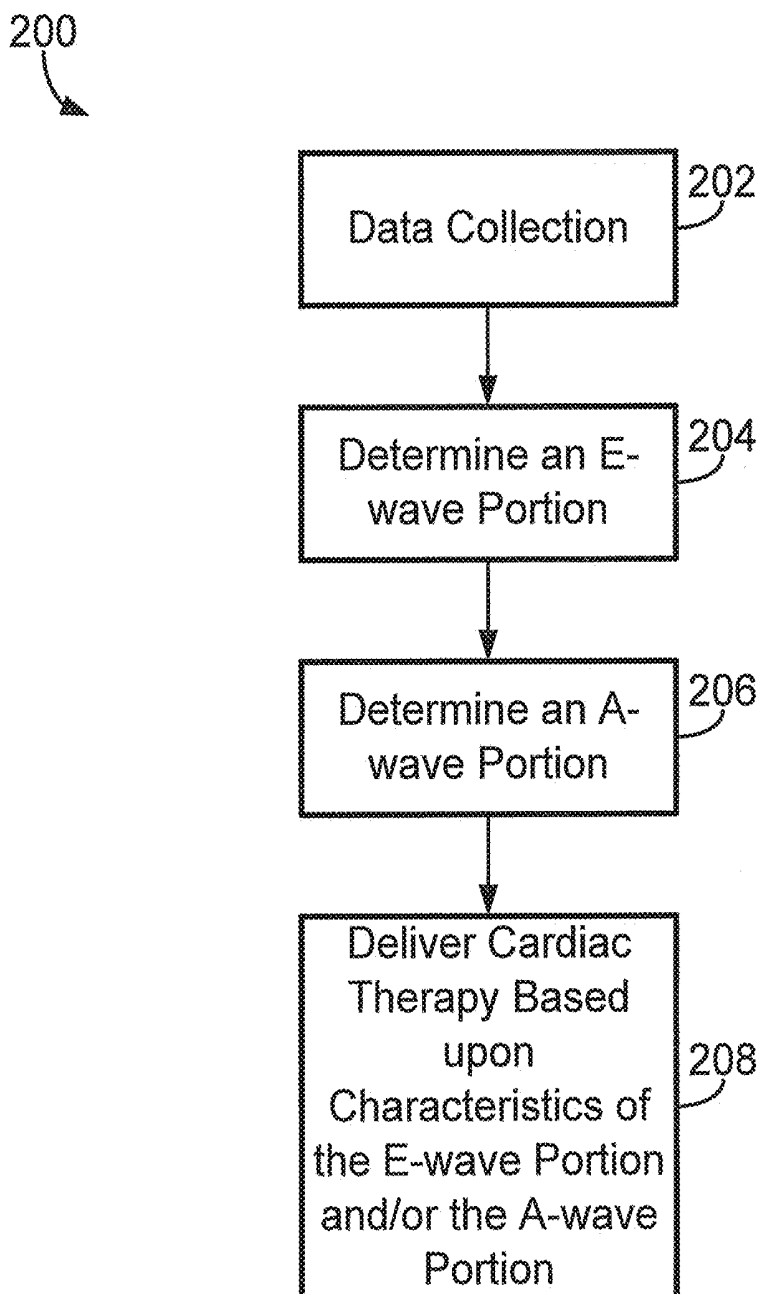 200
202
Data Collection
204
Determine an E-
wave Portion
206
Determine an A-
wave Portion
208
Deliver Cardiac
Therapy Based
upon
Characteristics of
the E-wave Portion
and/or the A-wave
Portion